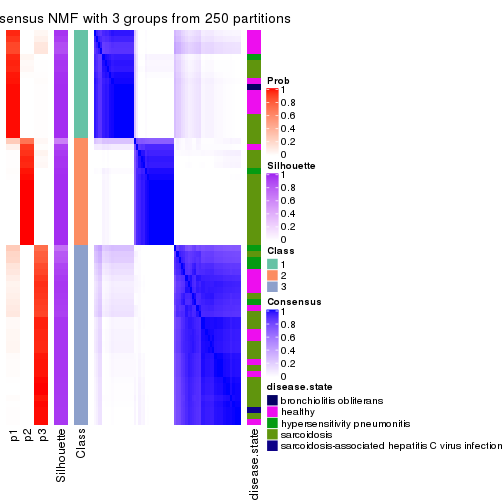 sensus NMF with 3 groups from 250 partitions
Prob
1
0.8
0.6
0.4
0.2
0
Silhouette
1
0.8
0.6
0.4
0.2
0
Class
1
2
3
Consensus
1
0.8
0.6
0.4
0.2
0
disease.state
bronchiolitis obliterans
healthy
hypersensitivity pneumonitis
sarcoidosis
sarcoidosis-associated hepatitis C virus infection
p1
p2
p3
Silhouette
Class
disease.state